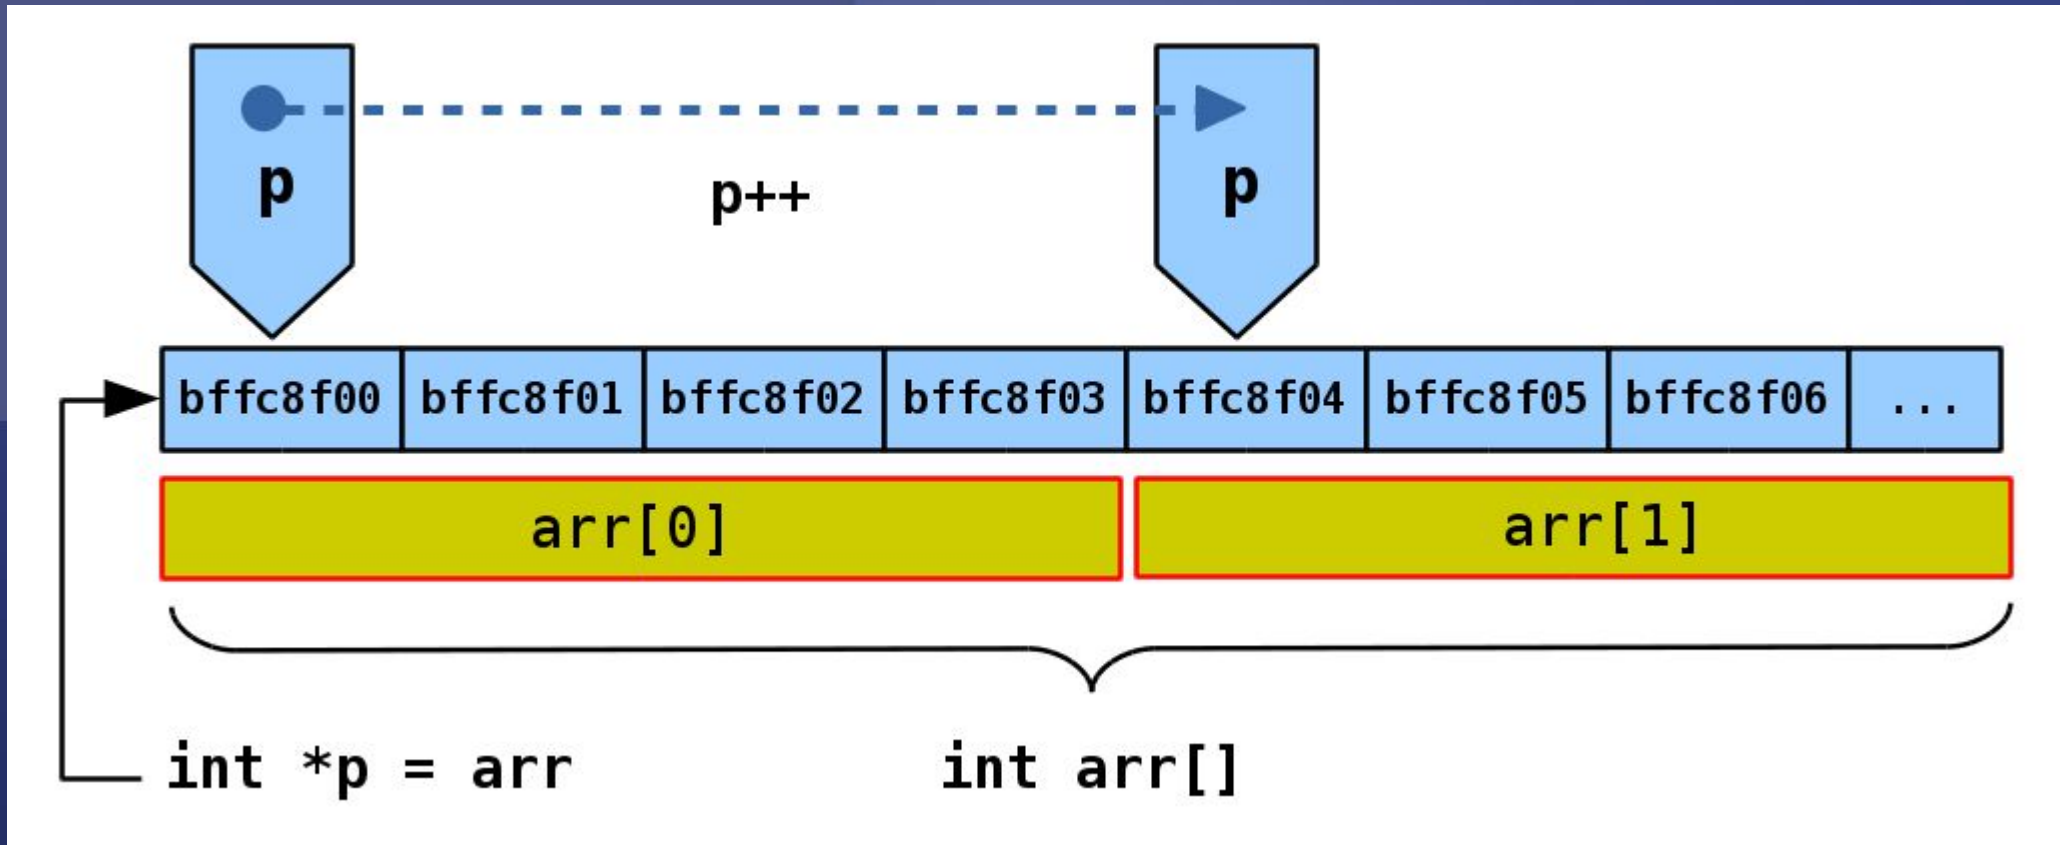 p p
p++
bffc8f00 bffc8f01 bffc8f02 bffc8f03 bffc8f04 bffc8f05 bffc8f06 ...
arr[0] arr[1]
int *p = arr int arr[]